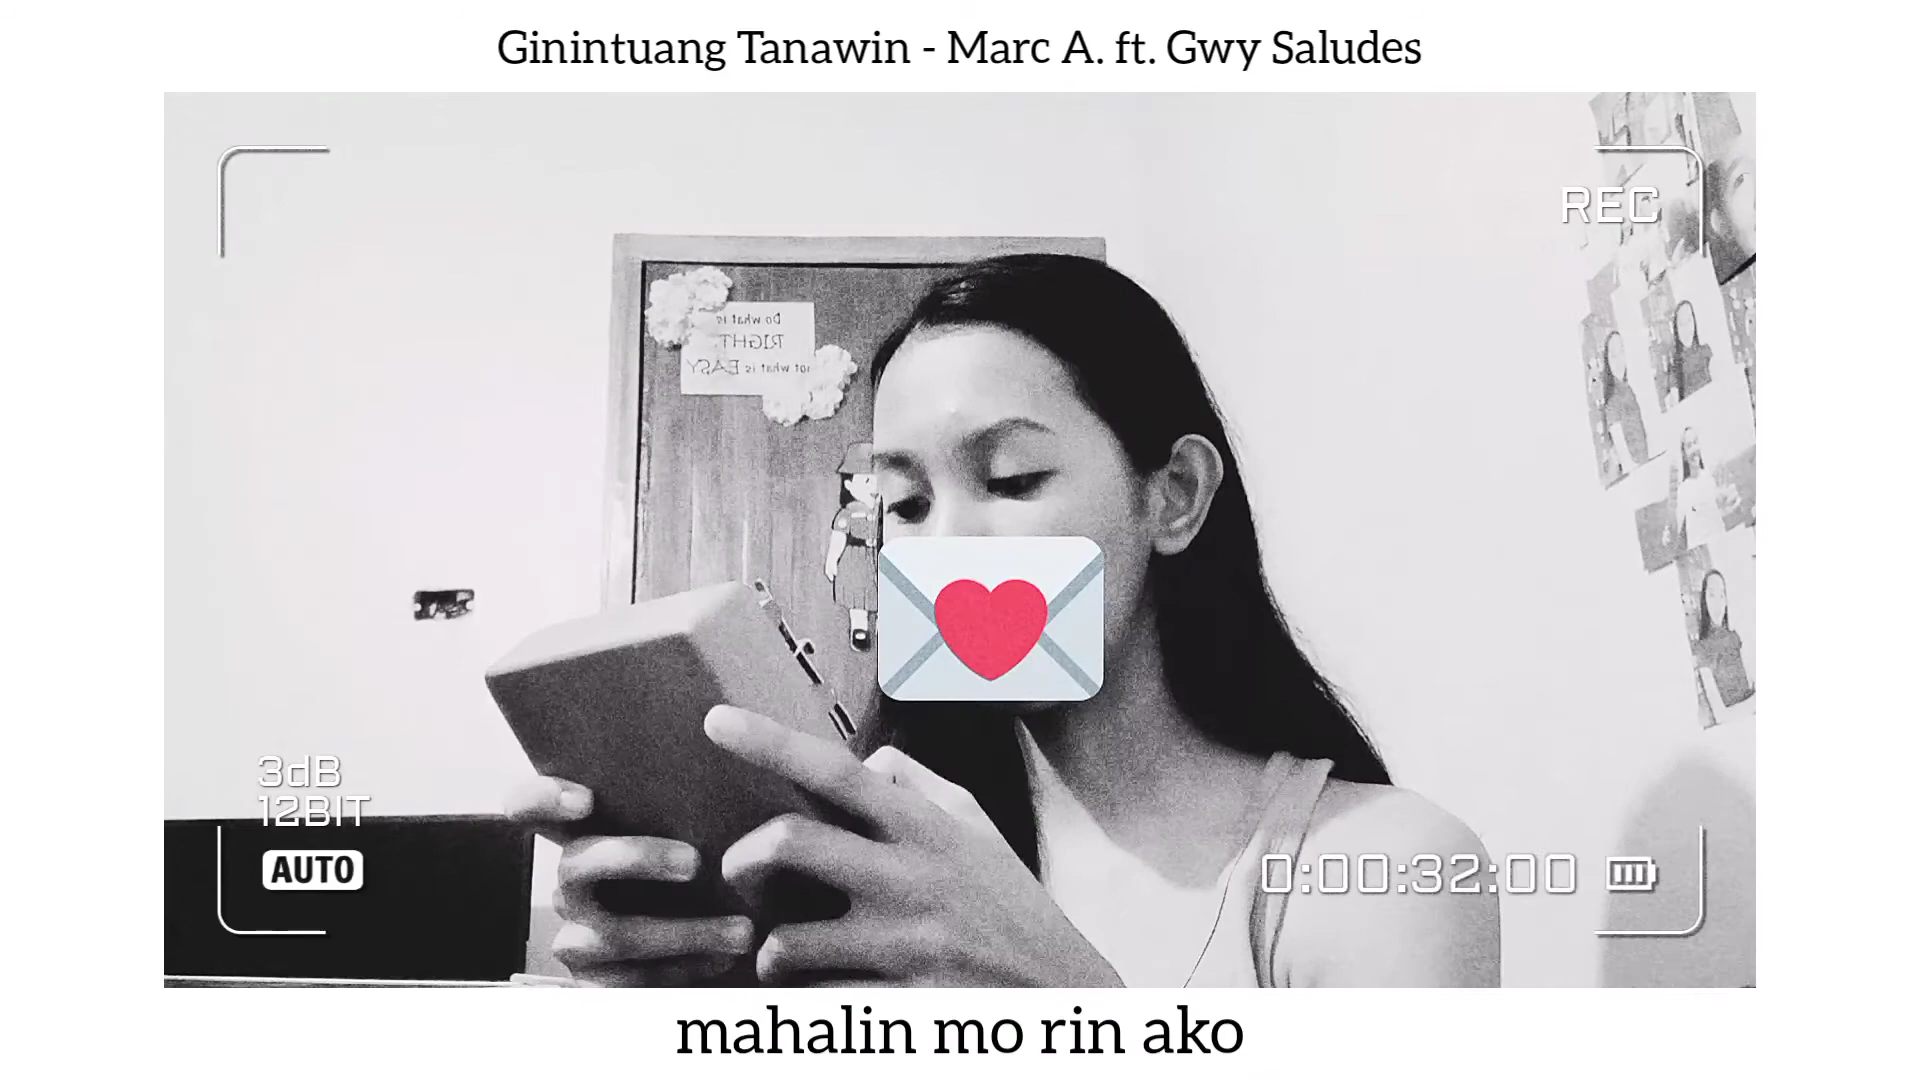 Ginintuang Tanawin - Marc A. ft. Gwy Saludes
REC
Do what is
RIGHT,
not what is EASY
3dB
12BIT
AUTO
0:00:32:00
mahalin mo rin ako